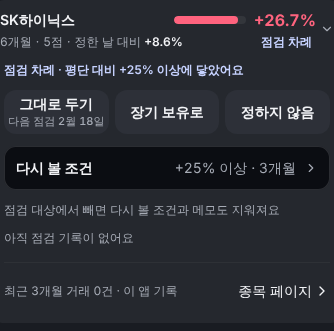 SK하이닉스 +26.7%
6개월 · 5점 · 정한 날 대비 +8.6% 점검 차례
점검 차례 · 평단 대비 +25% 이상에 닿았어요
그대로 두기 장기 보유로 정하지 않음
다음 점검 2월 18일
다시 볼 조건 +25% 이상 · 3개월
점검 대상에서 빼면 다시 볼 조건과 메모도 지워져요
아직 점검 기록이 없어요
최근 3개월 거래 0건 · 이 앱 기록 종목 페이지